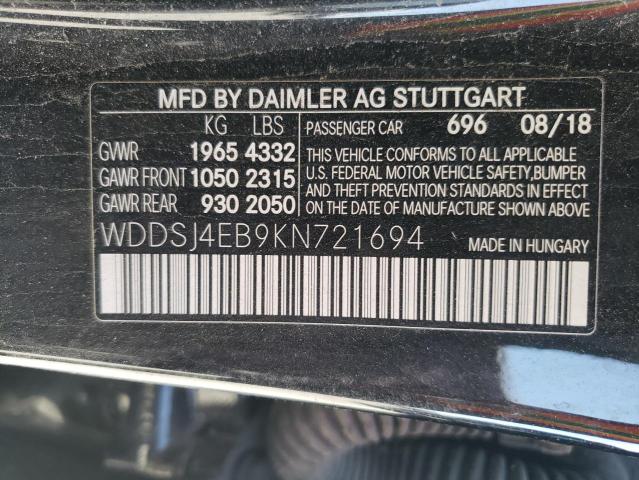 MFD BY DAIMLER AG STUTTGART
KG LBS PASSENGER CAR 696 08/18
GVWR 1965 4332
GAWR FRONT 1050 2315
GAWR REAR 930 2050
THIS VEHICLE CONFORMS TO ALL APPLICABLE
U.S. FEDERAL MOTOR VEHICLE SAFETY,BUMPER
AND THEFT PREVENTION STANDARDS IN EFFECT
ON THE DATE OF MANUFACTURE SHOWN ABOVE
WDDSJ4EB9KN721694 MADE IN HUNGARY